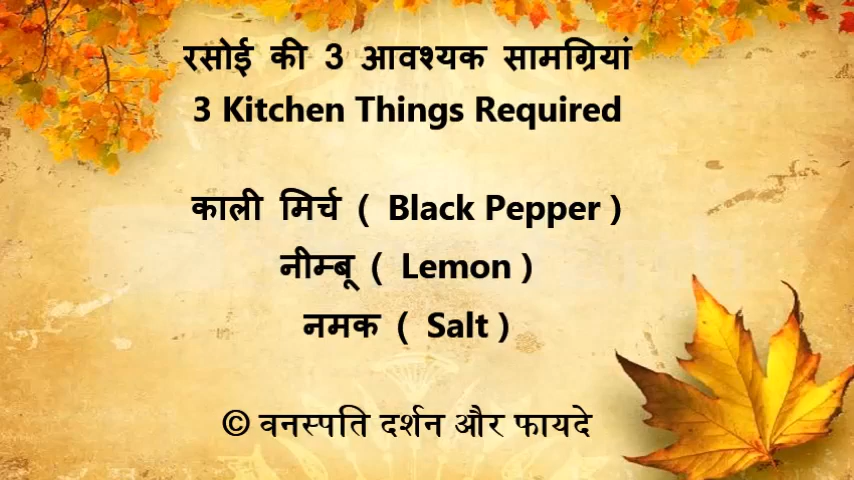 रसोई की 3 आवश्यक सामग्रियां
3 Kitchen Things Required
काली मिर्च ( Black Pepper )
नीम्बू ( Lemon )
नमक ( Salt )
© वनस्पति दर्शन और फायदे